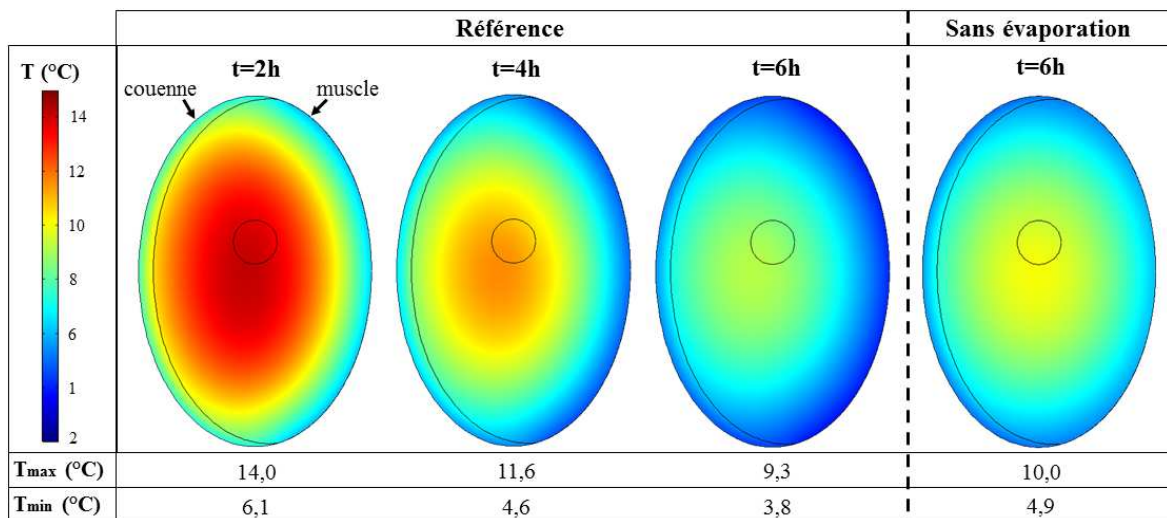 Référence Sans évaporation
T (°C) t=2h t=4h t=6h t=6h
couenne muscle
14
12
10
8
6
1
2
Tmax (°C) 14,0 11,6 9,3 10,0
Tmin (°C) 6,1 4,6 3,8 4,9